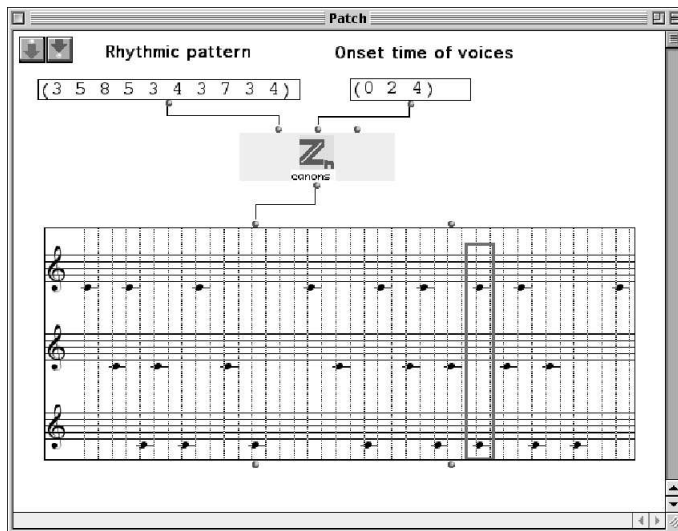 Patch
Rhythmic pattern Onset time of voices
(3 5 8 5 3 4 3 7 3 4) (0 2 4)
Zn
canons